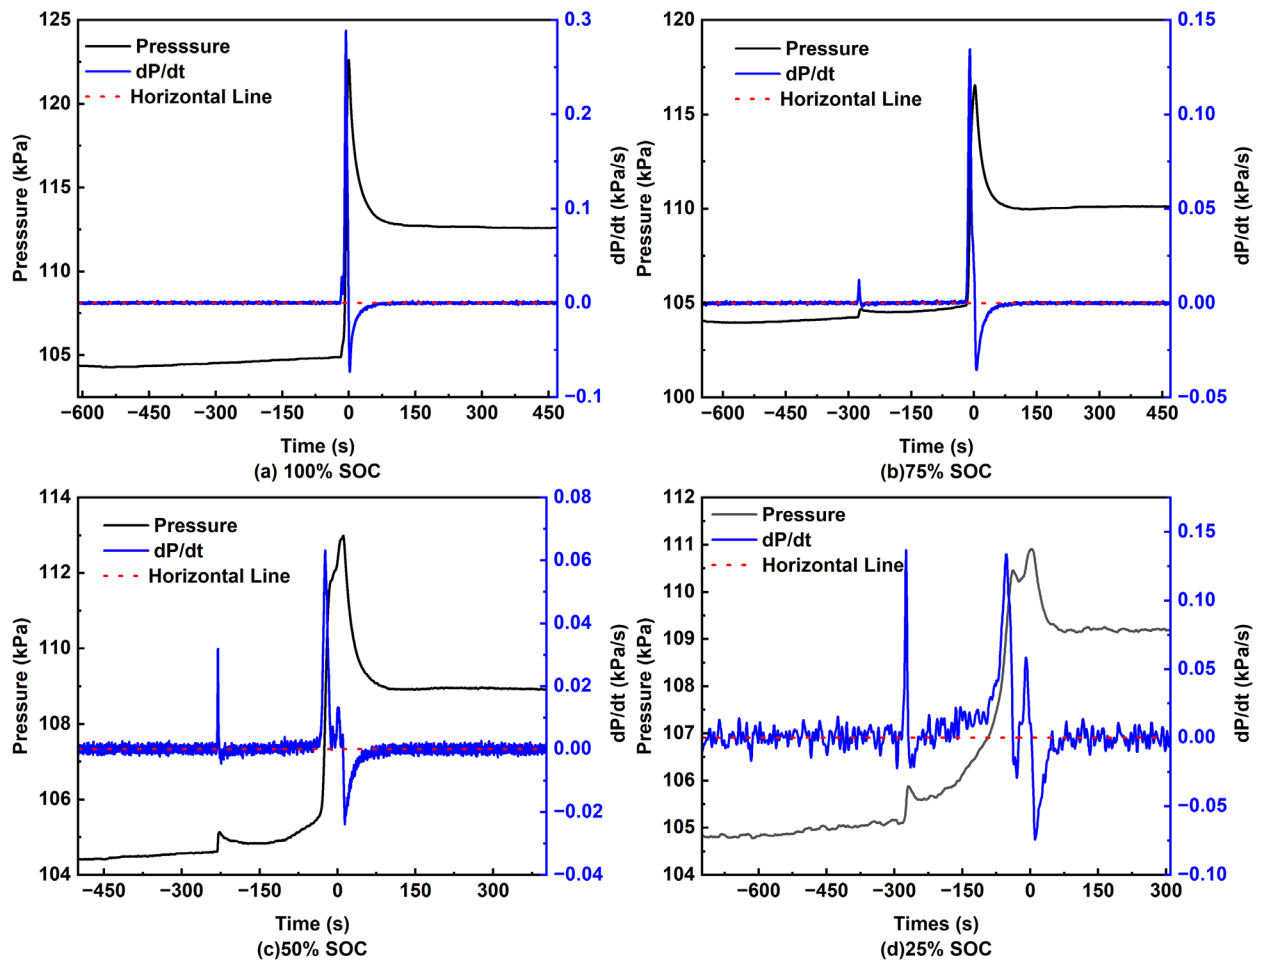 125
120
115
110
105
Presssure (kPa)
Presssure
dP/dt
Horizontal Line
0.3
0.2
0.1
0.0
−0.1
dP/dt (kPa/s)
−600 −450 −300 −150 0 150 300 450
Time (s)
(a) 100% SOC
120
115
110
105
100
Pressure (kPa)
Pressure
dP/dt
Horizontal Line
0.15
0.10
0.05
0.00
−0.05
dP/dt (kPa/s)
−600 −450 −300 −150 0 150 300 450
Time (s)
(b)75% SOC
114
112
110
108
106
104
Pressure (kPa)
Pressure
dP/dt
Horizontal Line
0.08
0.06
0.04
0.02
0.00
−0.02
−0.04
dP/dt (kPa/s)
−450 −300 −150 0 150 300
Time (s)
(c)50% SOC
112
111
110
109
108
107
106
105
104
Pressure (kPa)
Pressure
dP/dt
Horizontal Line
0.15
0.10
0.05
0.00
−0.05
−0.10
dP/dt (kPa/s)
−600 −450 −300 −150 0 150 300
Times (s)
(d)25% SOC